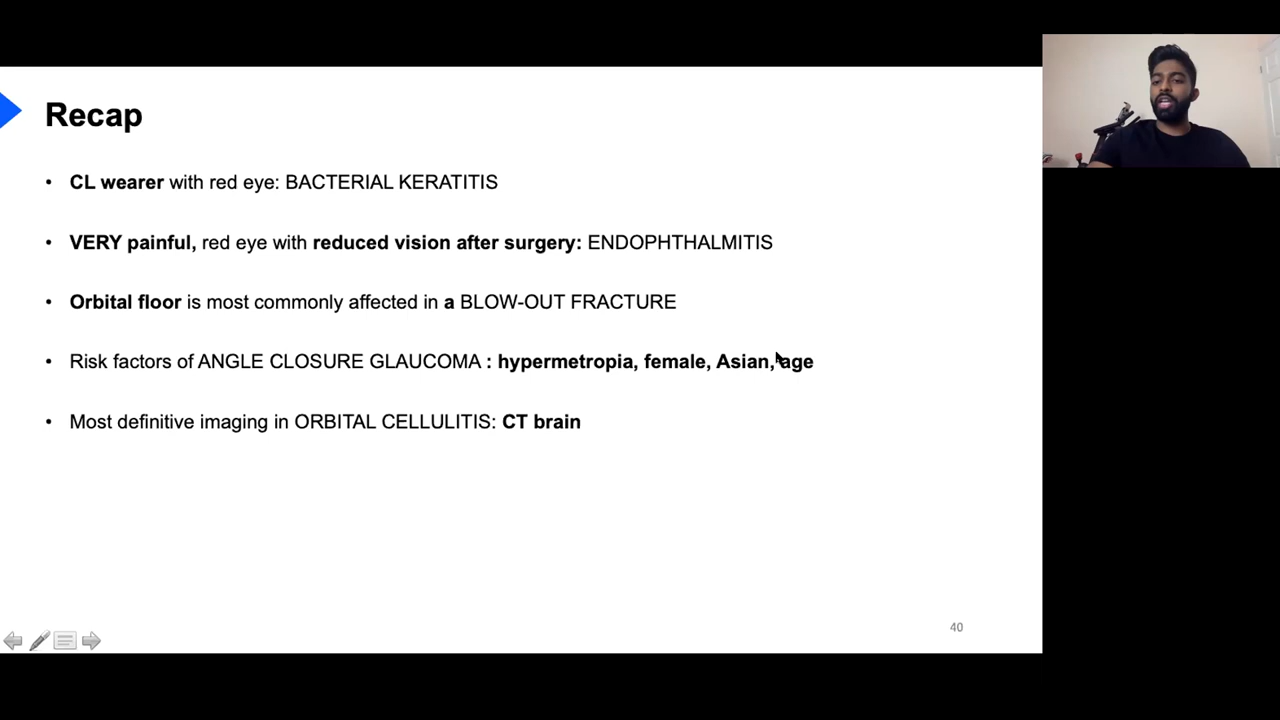 Recap
• CL wearer with red eye: BACTERIAL KERATITIS
• VERY painful, red eye with reduced vision after surgery: ENDOPHTHALMITIS
• Orbital floor is most commonly affected in a BLOW-OUT FRACTURE
• Risk factors of ANGLE CLOSURE GLAUCOMA : hypermetropia, female, Asian, age
• Most definitive imaging in ORBITAL CELLULITIS: CT brain
40